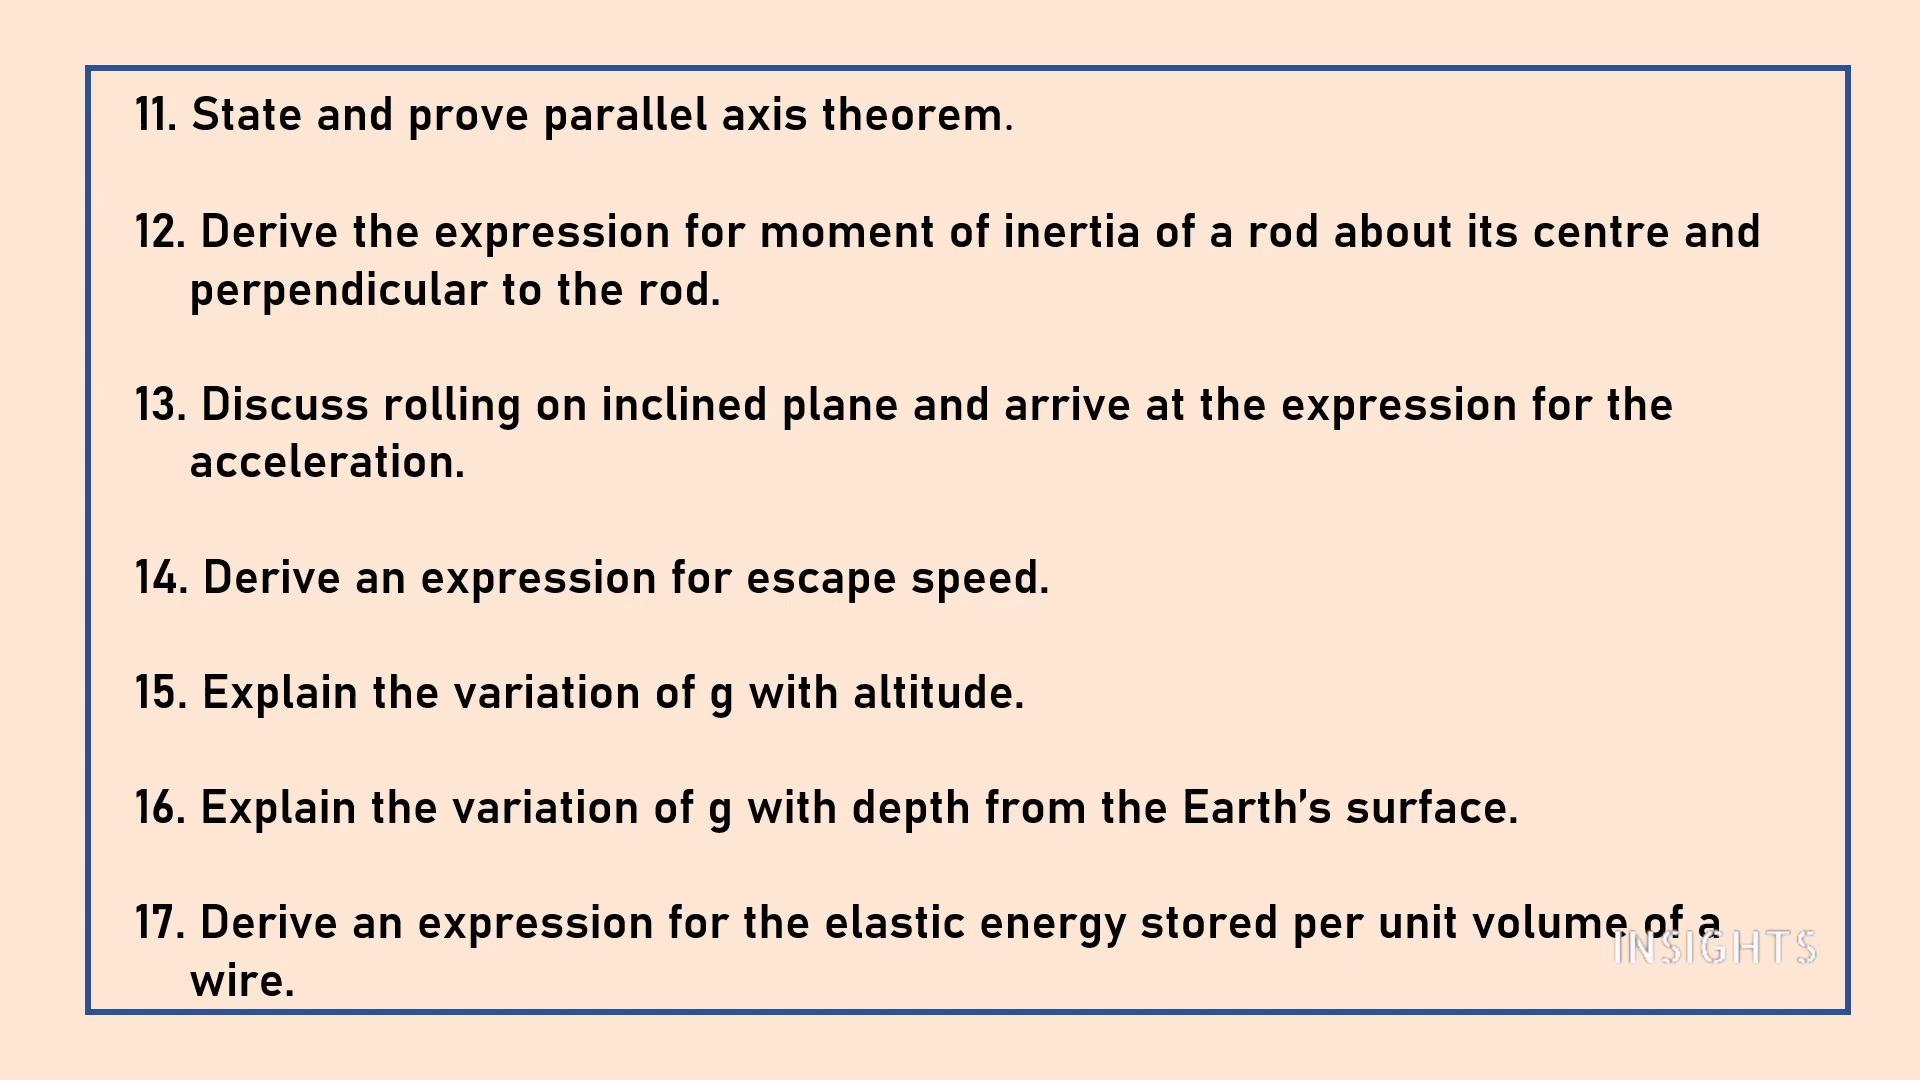 11. State and prove parallel axis theorem.
12. Derive the expression for moment of inertia of a rod about its centre and
perpendicular to the rod.
13. Discuss rolling on inclined plane and arrive at the expression for the
acceleration.
14. Derive an expression for escape speed.
15. Explain the variation of g with altitude.
16. Explain the variation of g with depth from the Earth’s surface.
17. Derive an expression for the elastic energy stored per unit volume of a
INSIGHTS
wire.